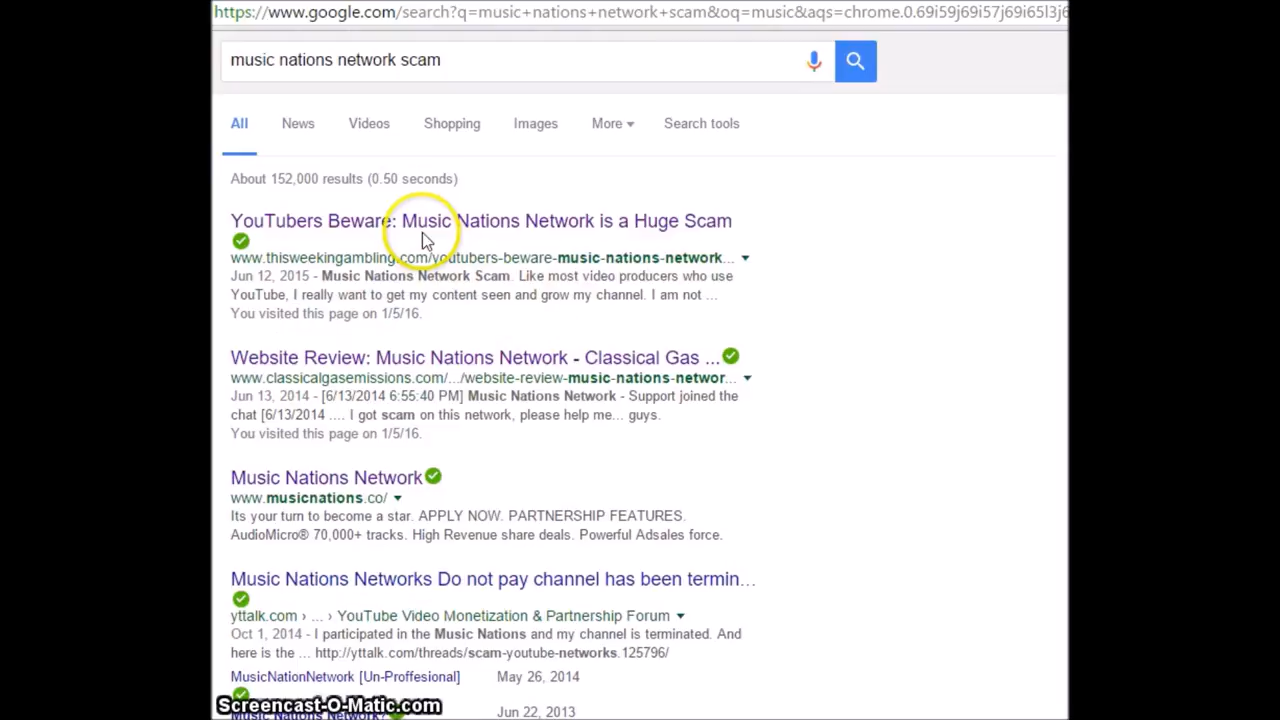 https://www.google.com/search?q=music+nations+network+scam&oq=music&aqs=chrome.0.69i59j69i57j69i65l3j6
music nations network scam
All News Videos Shopping Images More Search tools
About 152,000 results (0.50 seconds)
YouTubers Beware: Music Nations Network is a Huge Scam
www.thisweekingambling.com/youtubers-beware-music-nations-network...
Jun 12, 2015 - Music Nations Network Scam. Like most video producers who use
YouTube, I really want to get my content seen and grow my channel. I am not ...
You visited this page on 1/5/16.
Website Review: Music Nations Network - Classical Gas ...
www.classicalgasemissions.com/.../website-review-music-nations-networ...
Jun 13, 2014 - [6/13/2014 6:55:40 PM] Music Nations Network - Support joined the
chat [6/13/2014 .... I got scam on this network, please help me... guys.
You visited this page on 1/5/16.
Music Nations Network
www.musicnations.co/
Its your turn to become a star. APPLY NOW. PARTNERSHIP FEATURES.
AudioMicro® 70,000+ tracks. High Revenue share deals. Powerful Adsales force.
Music Nations Networks Do not pay channel has been termin...
yttalk.com › ... › YouTube Video Monetization & Partnership Forum
Oct 1, 2014 - I participated in the Music Nations and my channel is terminated. And
here is the ... http://yttalk.com/threads/scam-youtube-networks.125796/
MusicNationNetwork [Un-Proffesional] May 26, 2014
Music Nations Network? Jun 22, 2013
Screencast-O-Matic.com